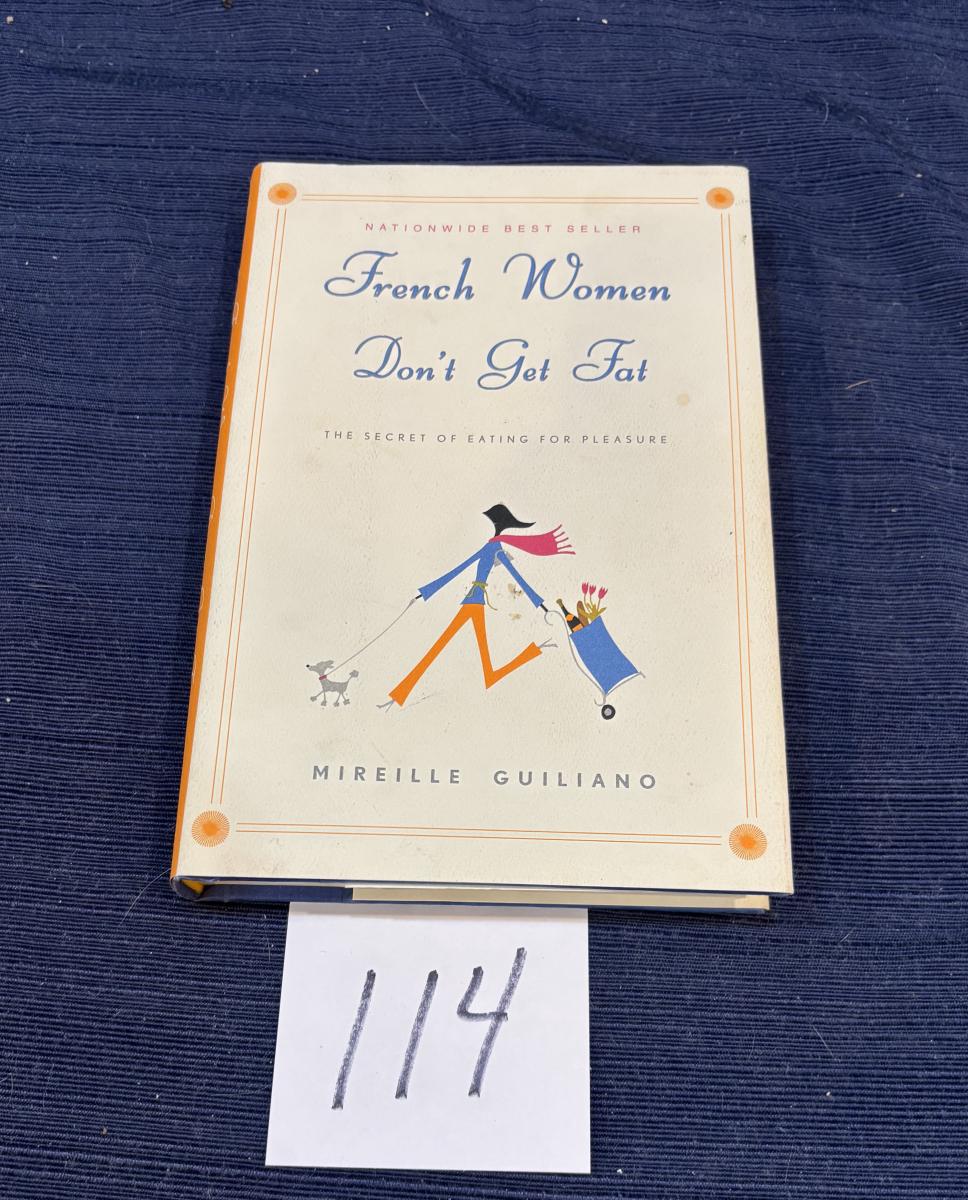 NATIONWIDE BEST SELLER
French Women
Don't Get Fat
THE SECRET OF EATING FOR PLEASURE
MIREILLE GUILIANO
114